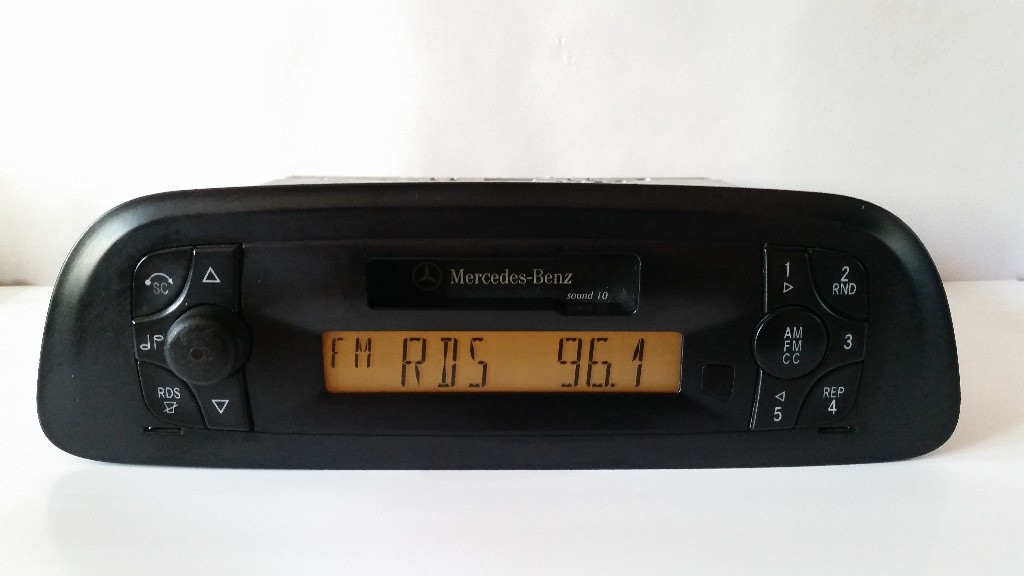 Mercedes-Benz
sound 10
FM RDS 96.1
SC
RDS
1
2
RND
AM
FM
CC
3
5
REP
4